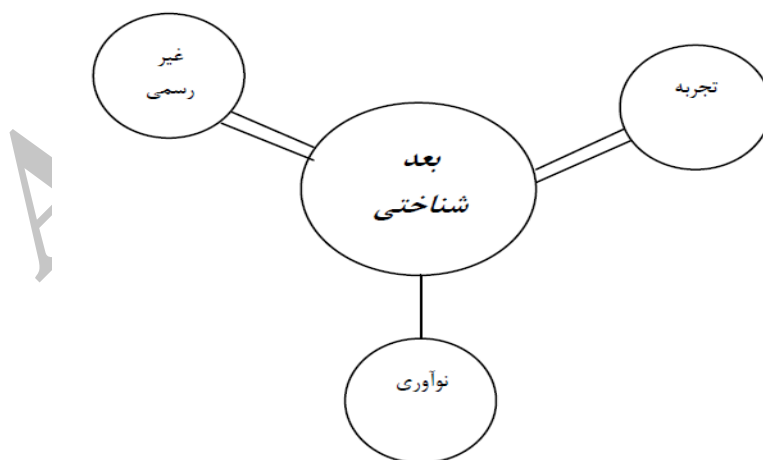 غیر
رسمی
تجربه
بعد
شناختی
نوآوری
A